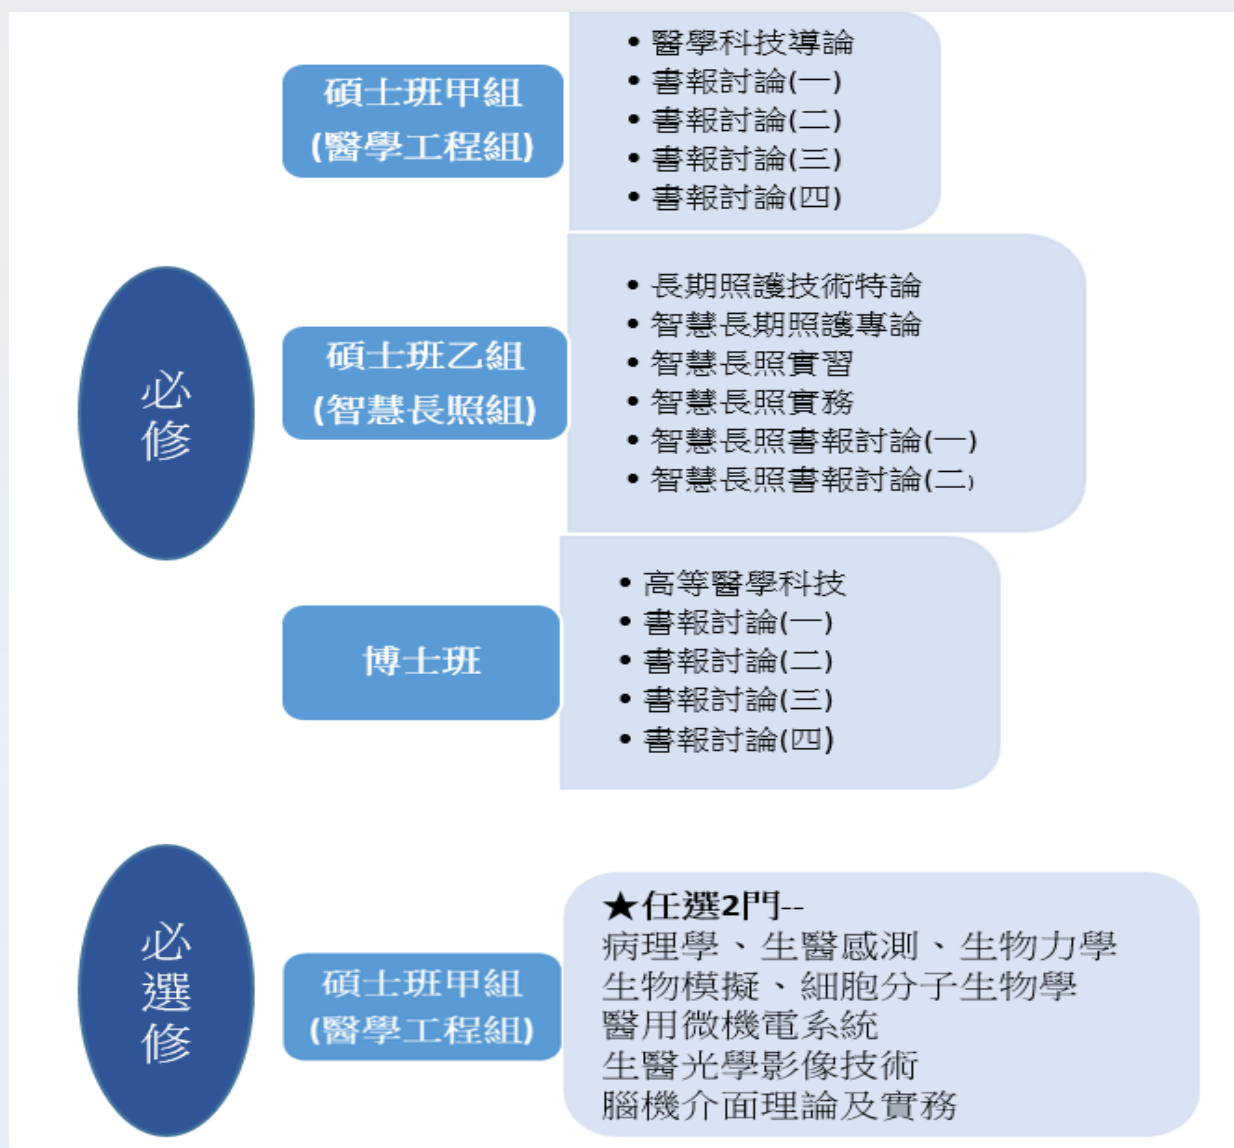 必修
碩士班甲組
(醫學工程組)
• 醫學科技導論
• 書報討論(一)
• 書報討論(二)
• 書報討論(三)
• 書報討論(四)
碩士班乙組
(智慧長照組)
• 長期照護技術特論
• 智慧長期照護專論
• 智慧長照實習
• 智慧長照實務
• 智慧長照書報討論(一)
• 智慧長照書報討論(二)
博士班
• 高等醫學科技
• 書報討論(一)
• 書報討論(二)
• 書報討論(三)
• 書報討論(四)
必選修
碩士班甲組
(醫學工程組)
★任選2門--
病理學、生醫感測、生物力學
生物模擬、細胞分子生物學
醫用微機電系統
生醫光學影像技術
腦機介面理論及實務